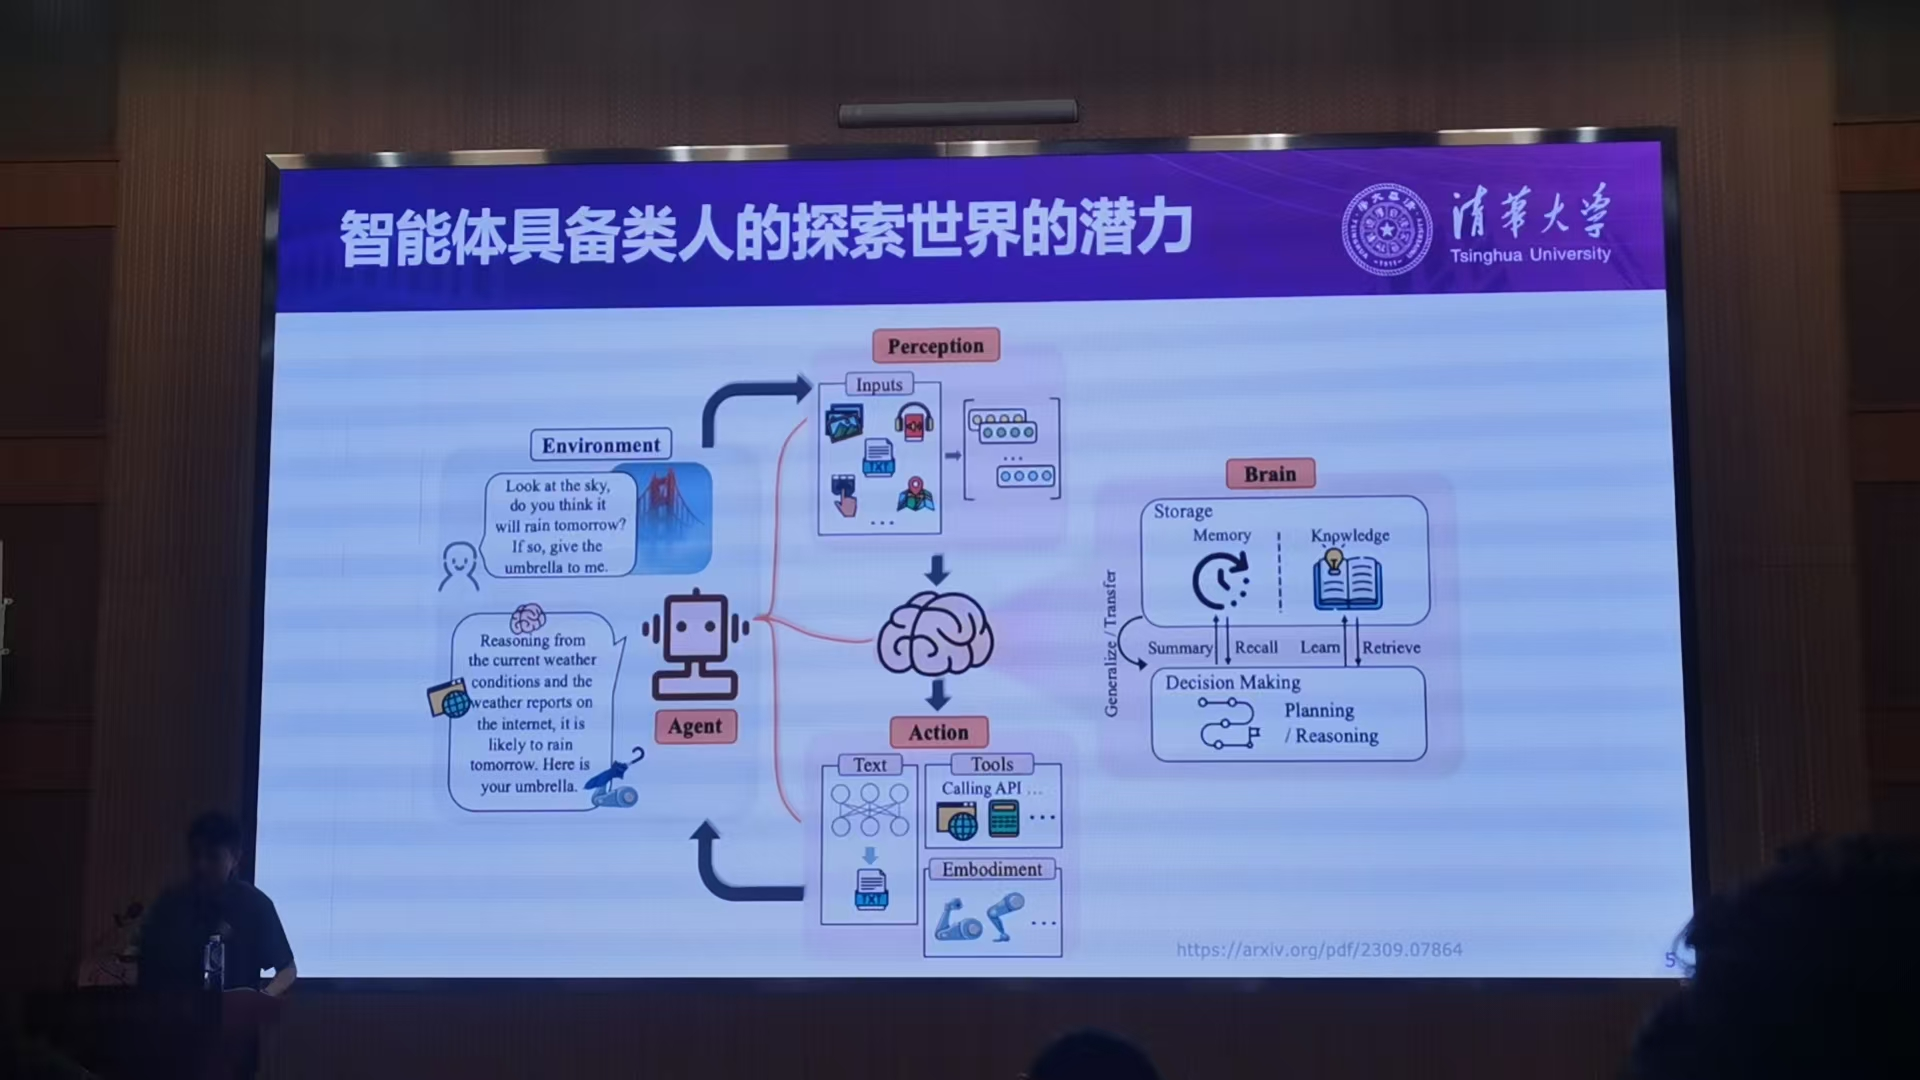 智能体具备类人的探索世界的潜力
清华大学
Tsinghua University
Perception
Inputs
TXT
...
...
Environment
Look at the sky,
do you think it
will rain tomorrow?
If so, give the
umbrella to me.
Reasoning from
the current weather
conditions and the
weather reports on
the internet, it is
likely to rain
tomorrow. Here is
your umbrella.
Agent
Action
Text
TXT
Tools
Calling API ...
...
Embodiment
...
Brain
Storage
Memory
Knowledge
Generalize / Transfer
Summary
Recall
Learn
Retrieve
Decision Making
Planning
/ Reasoning
https://arxiv.org/pdf/2309.07864
5